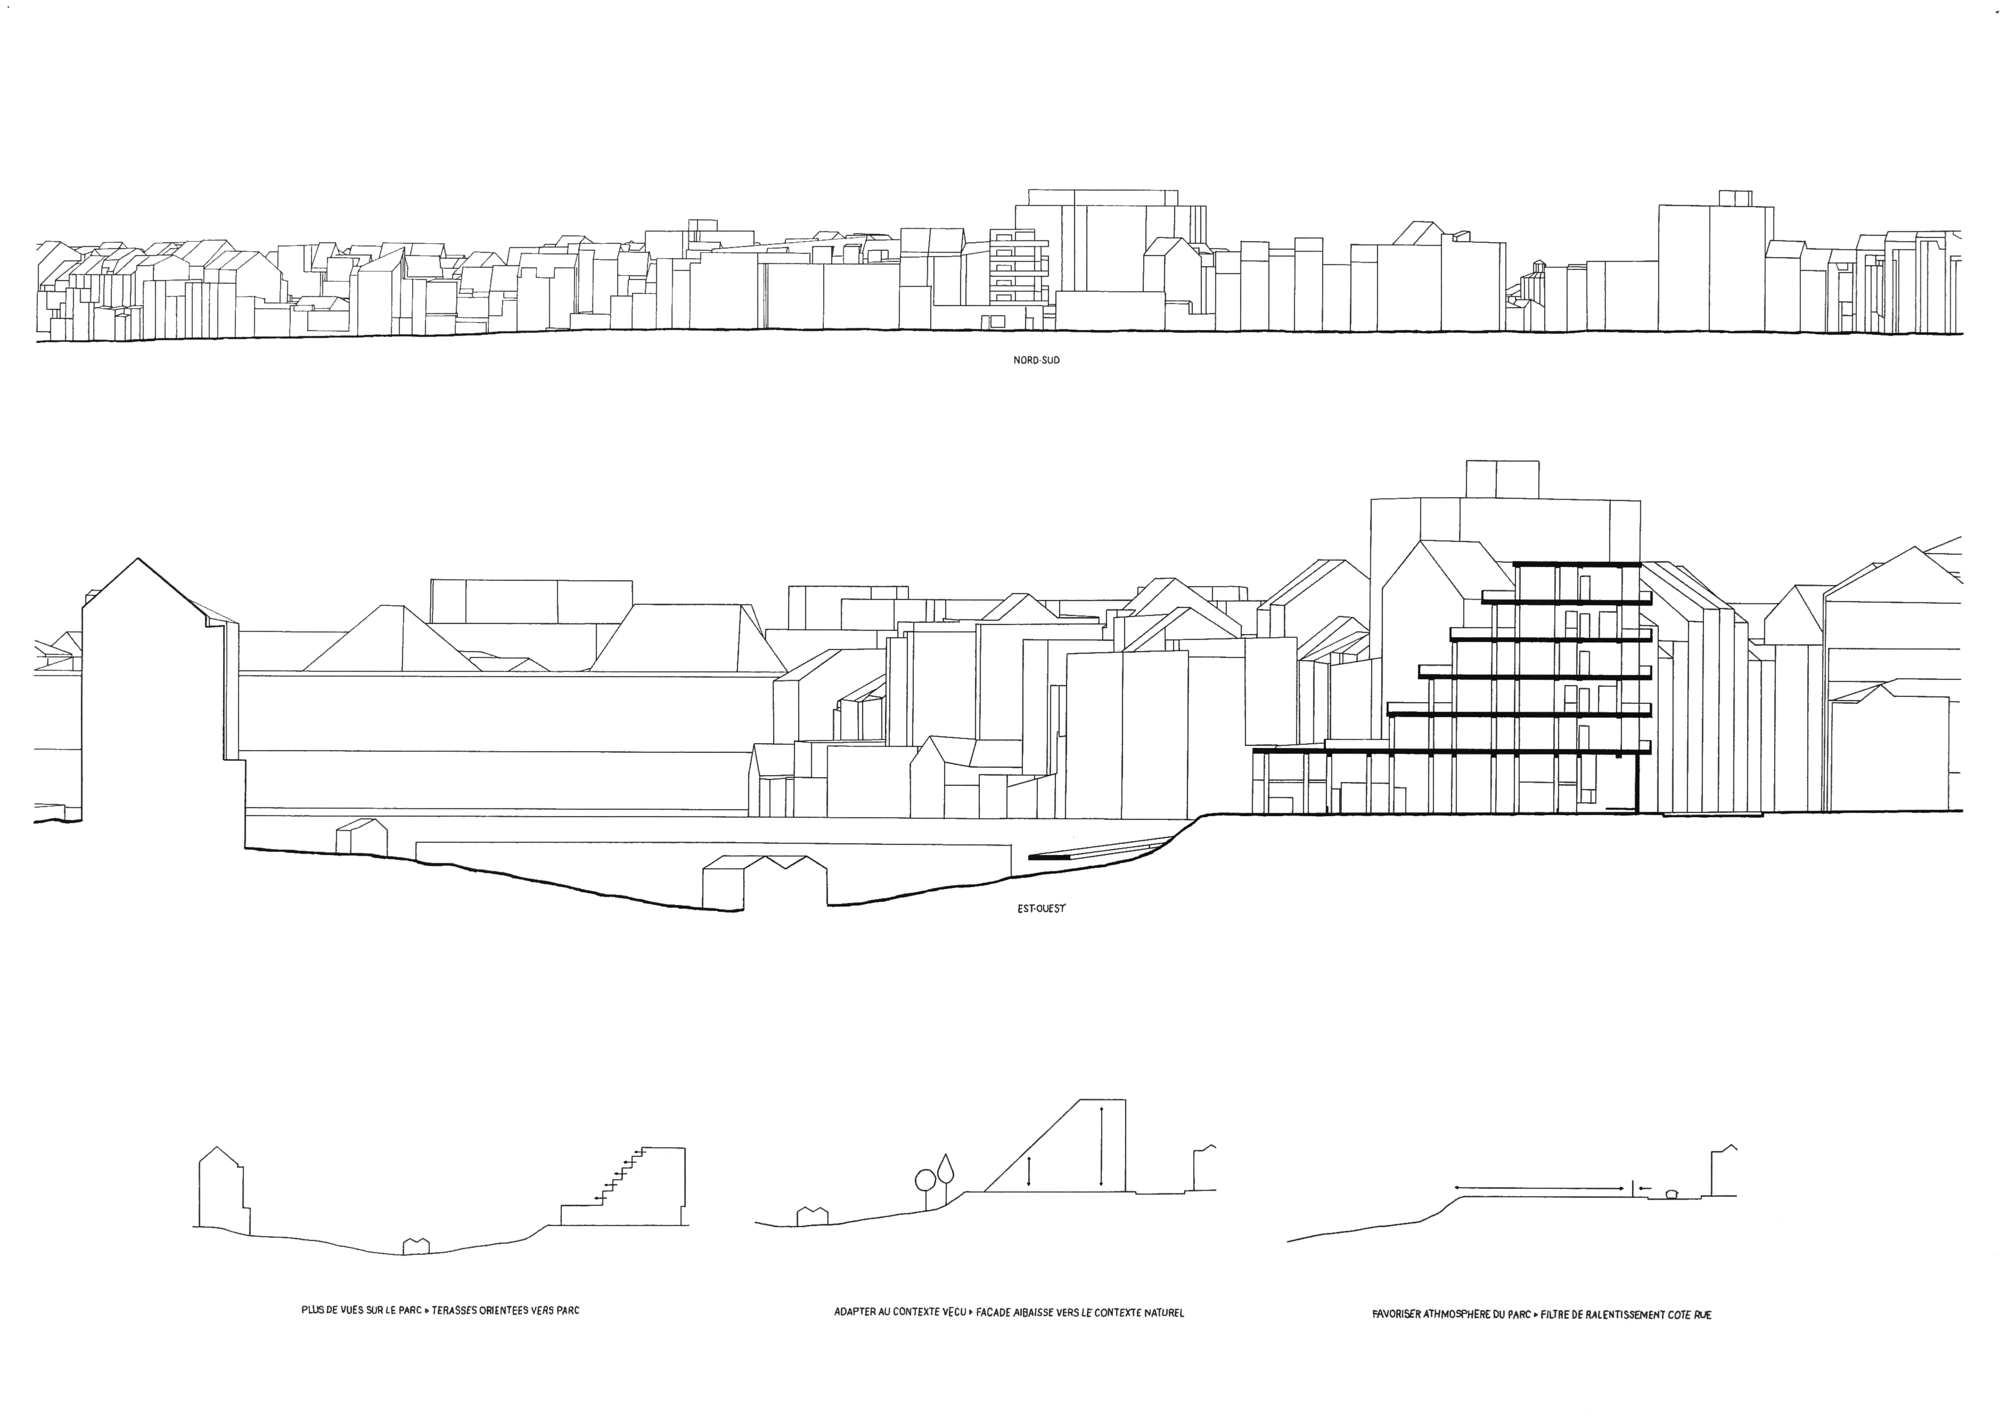 NORD-SUD
EST-OUEST
PLUS DE VUES SUR LE PARC ▹ TERASSES ORIENTEES VERS PARC
ADAPTER AU CONTEXTE VECU ▹ FACADE AIBAISSE VERS LE CONTEXTE NATUREL
FAVORISER ATHMOSPHERE DU PARC ▹ FILTRE DE RALENTISSEMENT COTE RUE